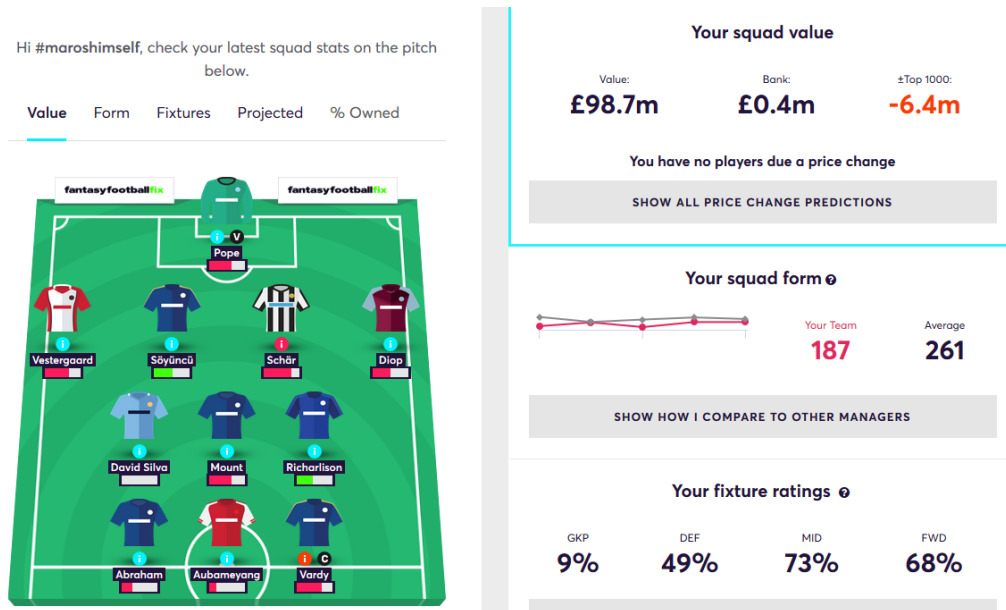 Hi #maroshimself, check your latest squad stats on the pitch
below.
Value Form Fixtures Projected % Owned
fantasyfootballfix fantasyfootballfix
i V
Pope
i i i i
Vestergaard Söyüncü Schär Diop
i i i
David Silva Mount Richarlison
i i i C
Abraham Aubameyang Vardy
Your squad value
Value: Bank: ±Top 1000:
£98.7m £0.4m -6.4m
You have no players due a price change
SHOW ALL PRICE CHANGE PREDICTIONS
Your squad form ?
Your Team Average
187 261
SHOW HOW I COMPARE TO OTHER MANAGERS
Your fixture ratings ?
GKP DEF MID FWD
9% 49% 73% 68%